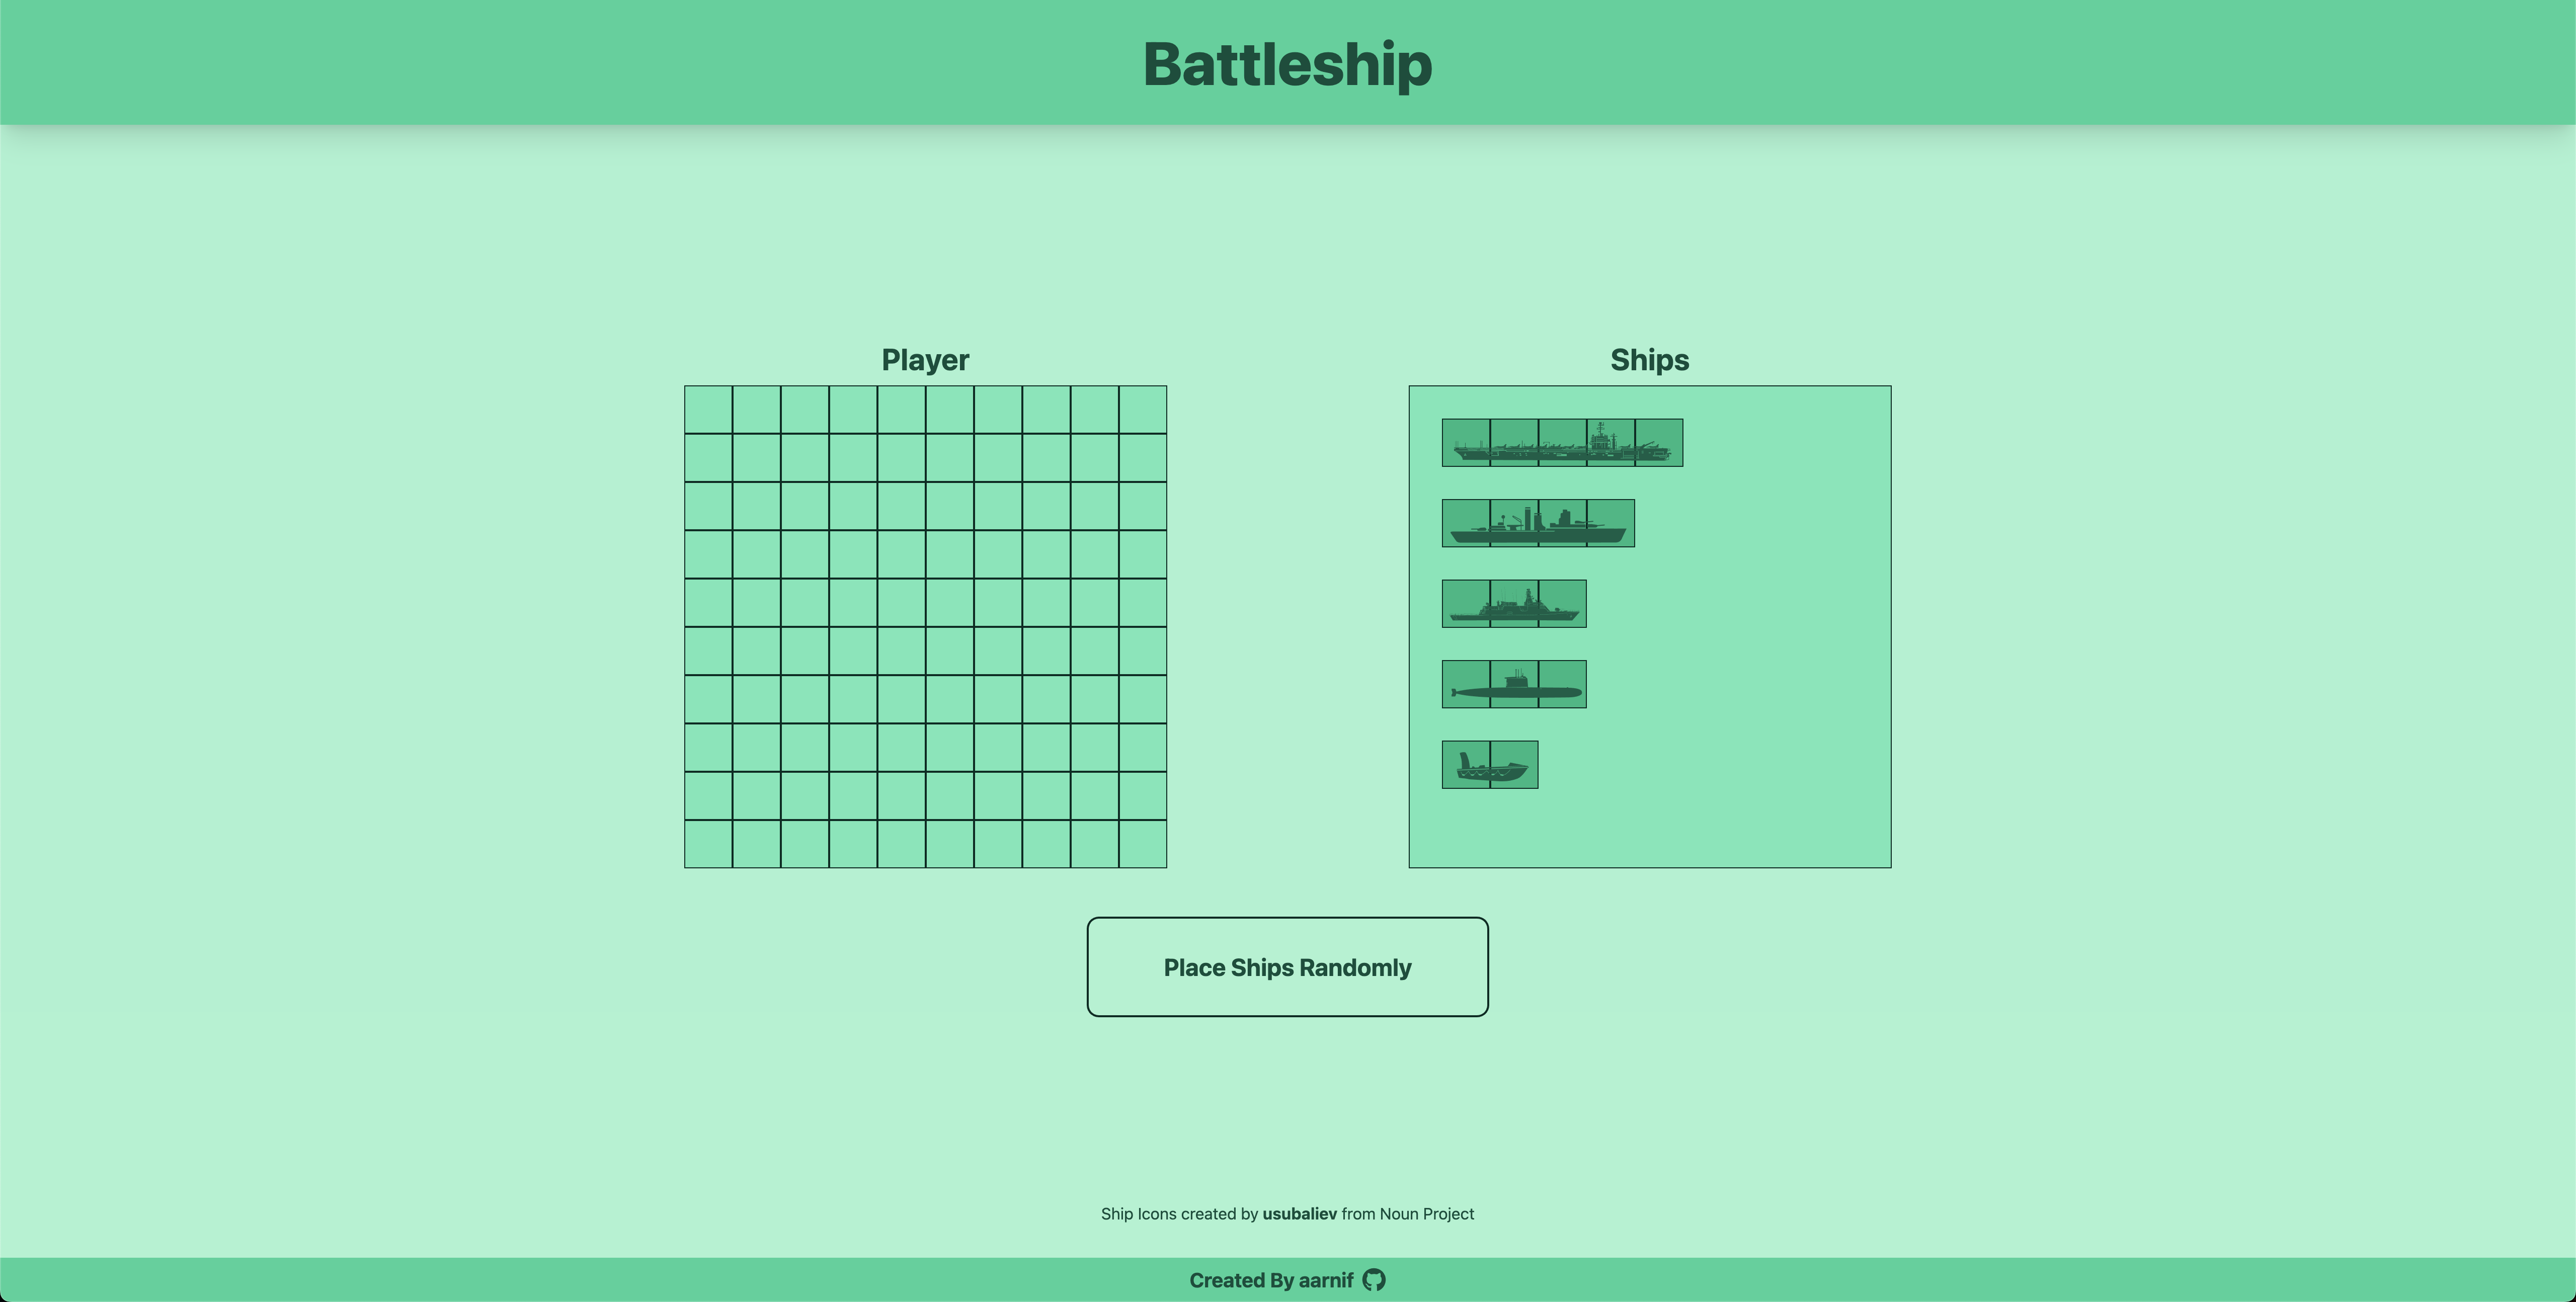 Battleship
Player
Ships
Place Ships Randomly
Ship Icons created by usubaliev from Noun Project
Created By aarnif